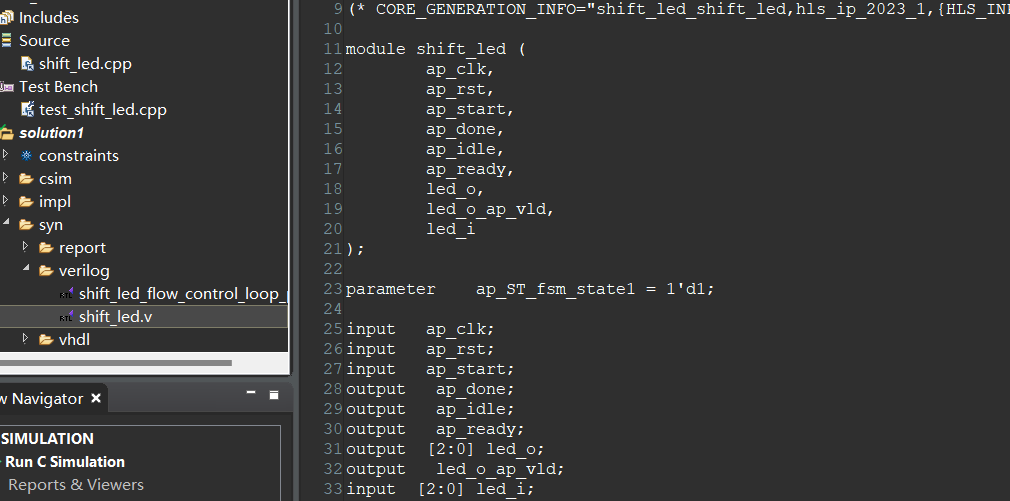 Includes
Source
shift_led.cpp
Test Bench
test_shift_led.cpp
solution1
constraints
csim
impl
syn
report
verilog
shift_led_flow_control_loop_
shift_led.v
vhdl
w Navigator
SIMULATION
Run C Simulation
Reports & Viewers
9 (* CORE_GENERATION_INFO="shift_led_shift_led,hls_ip_2023_1,{HLS_IN
10
11 module shift_led (
12 ap_clk,
13 ap_rst,
14 ap_start,
15 ap_done,
16 ap_idle,
17 ap_ready,
18 led_o,
19 led_o_ap_vld,
20 led_i
21 );
22
23 parameter    ap_ST_fsm_state1 = 1'd1;
24
25 input   ap_clk;
26 input   ap_rst;
27 input   ap_start;
28 output   ap_done;
29 output   ap_idle;
30 output   ap_ready;
31 output  [2:0] led_o;
32 output   led_o_ap_vld;
33 input  [2:0] led_i;